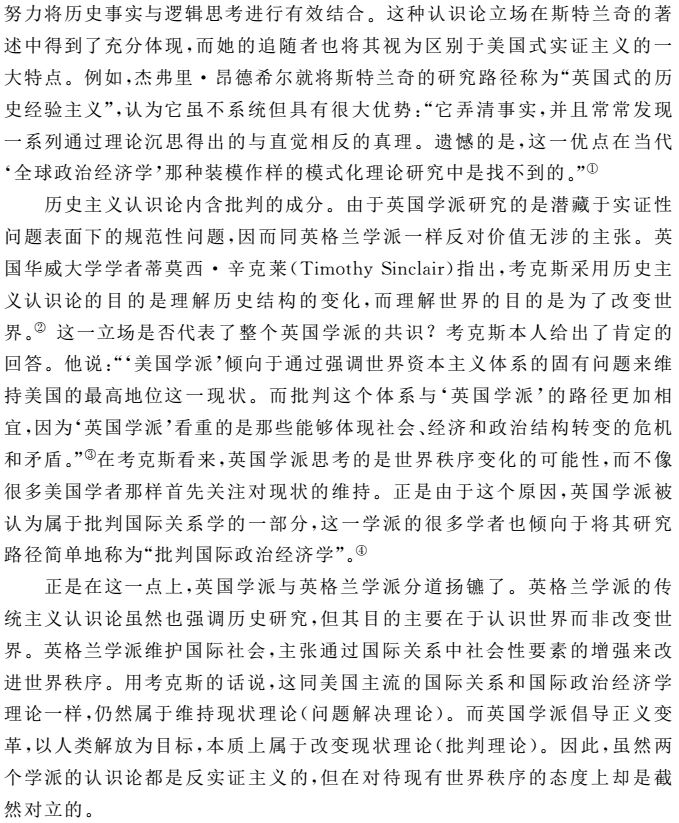 努力将历史事实与逻辑思考进行有效结合。这种认识论立场在斯特兰奇的著
述中得到了充分体现,而她的追随者也将其视为区别于美国式实证主义的一
大特点。例如,杰弗里·昂德希尔就将斯特兰奇的研究路径称为“英国式的历
史经验主义”,认为它虽不系统但具有很大优势:“它弄清事实,并且常常发现
一系列通过理论沉思得出的与直觉相反的真理。遗憾的是,这一优点在当代
‘全球政治经济学’那种装模作样的模式化理论研究中是找不到的。”①
历史主义认识论内含批判的成分。由于英国学派研究的是潜藏于实证性
问题表面下的规范性问题,因而同英格兰学派一样反对价值无涉的主张。英
国华威大学学者蒂莫西·辛克莱(Timothy Sinclair)指出,考克斯采用历史主
义认识论的目的是理解历史结构的变化,而理解世界的目的是为了改变世
界。② 这一立场是否代表了整个英国学派的共识? 考克斯本人给出了肯定的
回答。他说:“‘美国学派’倾向于通过强调世界资本主义体系的固有问题来维
持美国的最高地位这一现状。而批判这个体系与‘英国学派’的路径更加相
宜,因为‘英国学派’看重的是那些能够体现社会、经济和政治结构转变的危机
和矛盾。”③在考克斯看来,英国学派思考的是世界秩序变化的可能性,而不像
很多美国学者那样首先关注对现状的维持。正是由于这个原因,英国学派被
认为属于批判国际关系学的一部分,这一学派的很多学者也倾向于将其研究
路径简单地称为“批判国际政治经济学”。④
正是在这一点上,英国学派与英格兰学派分道扬镳了。英格兰学派的传
统主义认识论虽然也强调历史研究,但其目的主要在于认识世界而非改变世
界。英格兰学派维护国际社会,主张通过国际关系中社会性要素的增强来改
进世界秩序。用考克斯的话说,这同美国主流的国际关系和国际政治经济学
理论一样,仍然属于维持现状理论(问题解决理论)。而英国学派倡导正义变
革,以人类解放为目标,本质上属于改变现状理论(批判理论)。因此,虽然两
个学派的认识论都是反实证主义的,但在对待现有世界秩序的态度上却是截
然对立的。